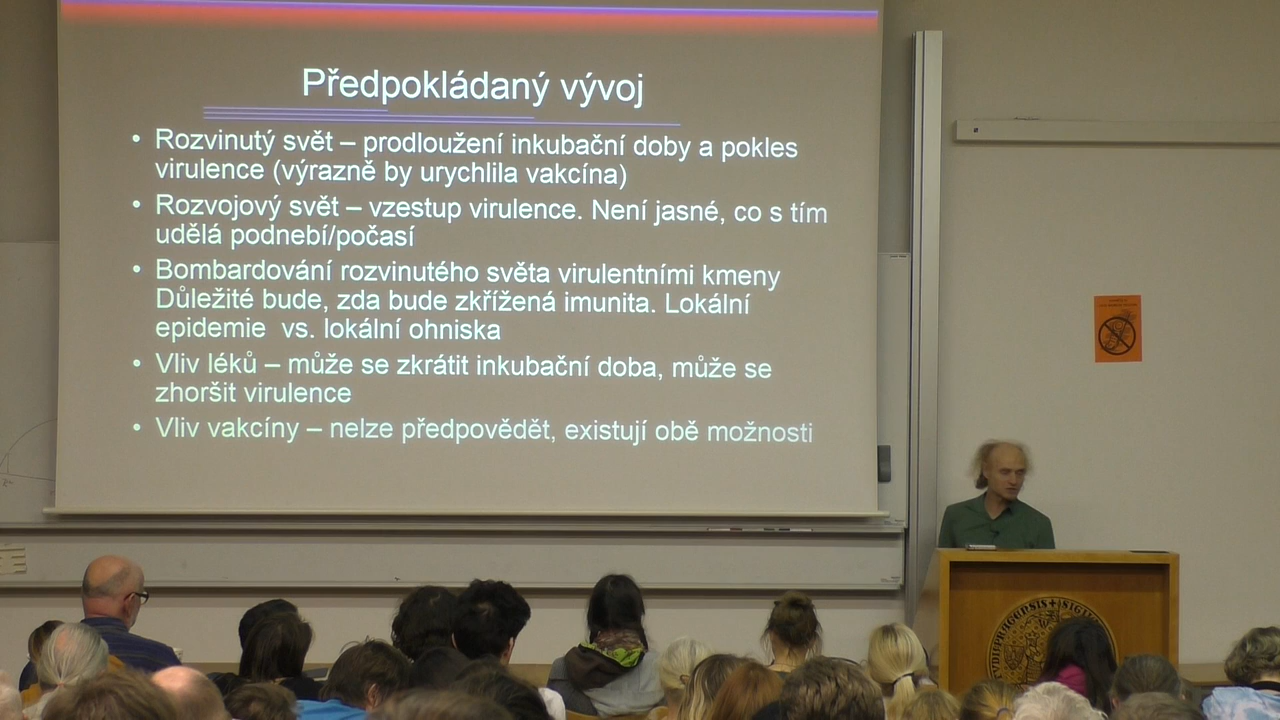 Předpokládaný vývoj
• Rozvinutý svět – prodloužení inkubační doby a pokles
virulence (výrazně by urychlila vakcína)
• Rozvojový svět – vzestup virulence. Není jasné, co s tím
udělá podnebí/počasí
• Bombardování rozvinutého světa virulentními kmeny
Důležité bude, zda bude zkřížená imunita. Lokální
epidemie vs. lokální ohniska
• Vliv léků – může se zkrátit inkubační doba, může se
zhoršit virulence
• Vliv vakcíny – nelze předpovědět, existují obě možnosti